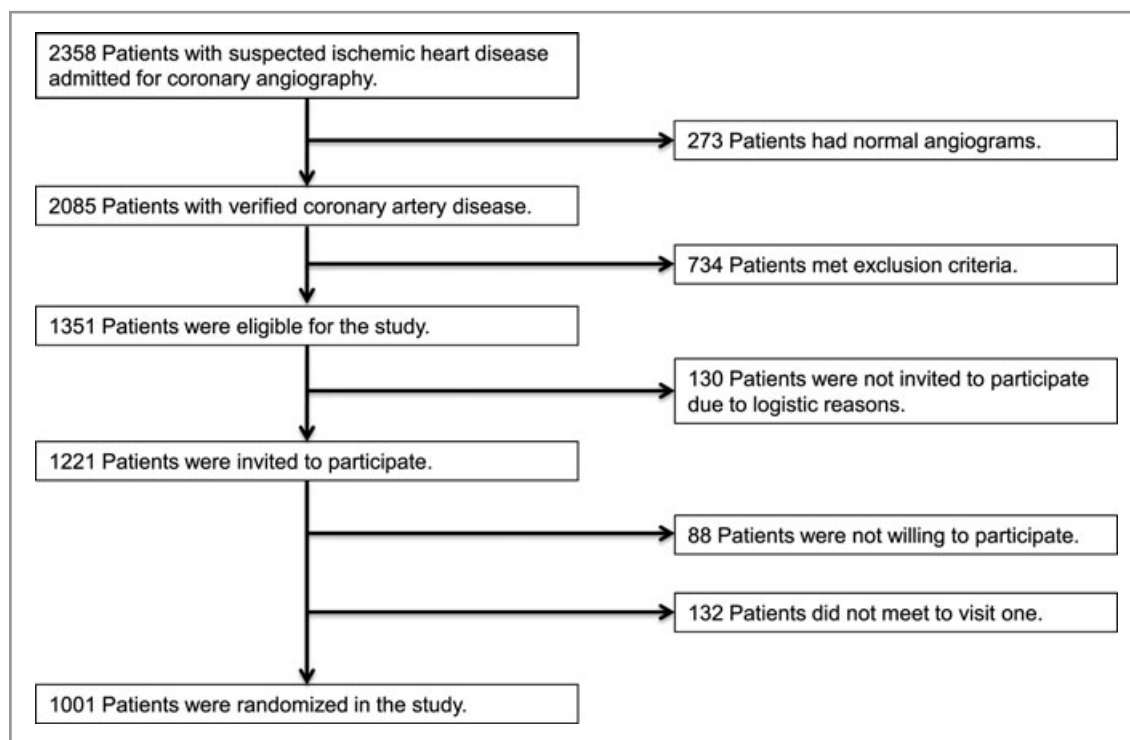 2358 Patients with suspected ischemic heart disease
admitted for coronary angiography.
273 Patients had normal angiograms.
2085 Patients with verified coronary artery disease.
734 Patients met exclusion criteria.
1351 Patients were eligible for the study.
130 Patients were not invited to participate
due to logistic reasons.
1221 Patients were invited to participate.
88 Patients were not willing to participate.
132 Patients did not meet to visit one.
1001 Patients were randomized in the study.